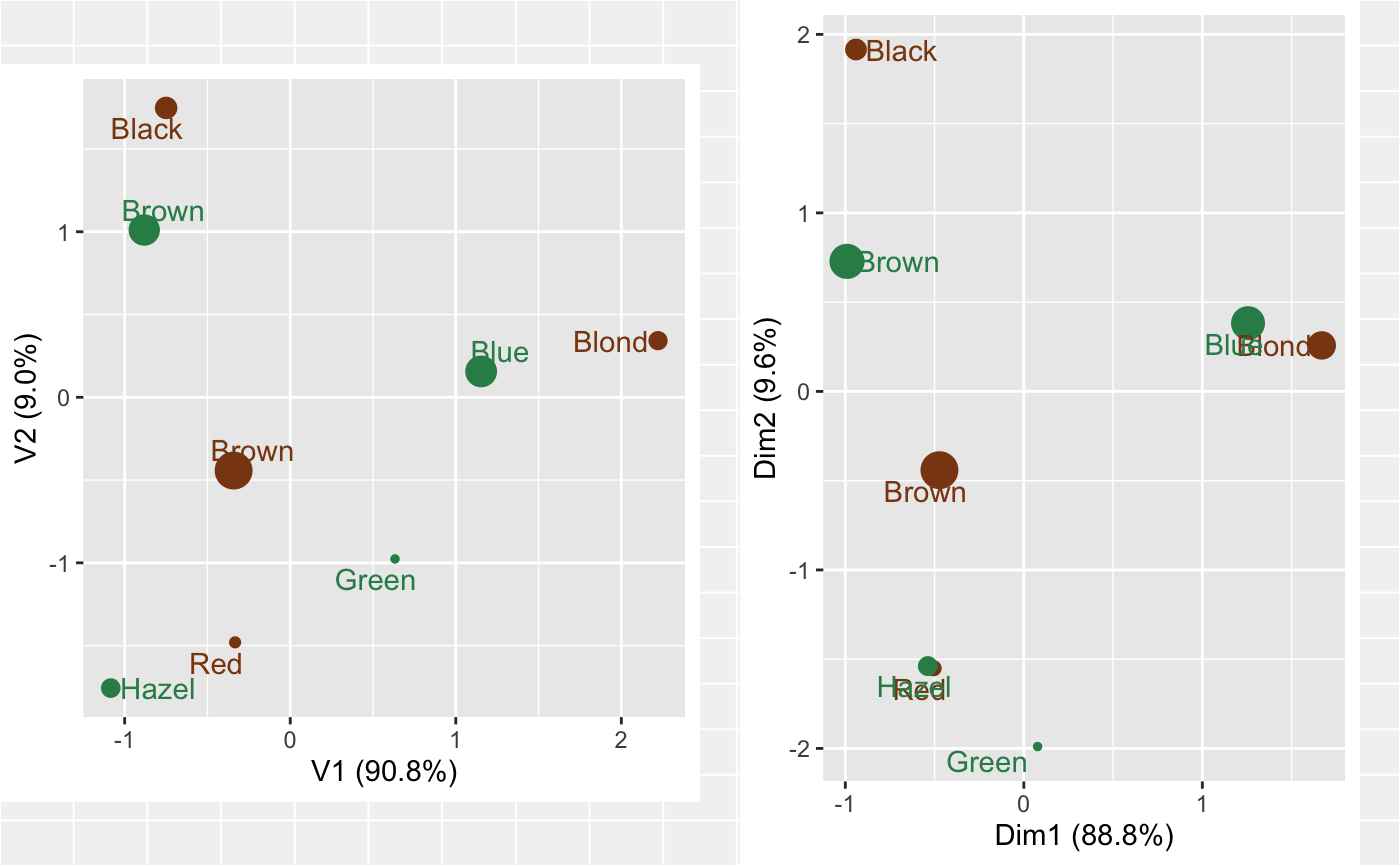 Black
Brown
Blue
Blond
Brown
Green
Red
Hazel
1
0
-1
-1
0
1
2
V2 (9.0%)
V1 (90.8%)
Black
Brown
Blue
Blond
Brown
Hazel
Red
Green
2
1
0
-1
-2
-1
0
1
Dim2 (9.6%)
Dim1 (88.8%)